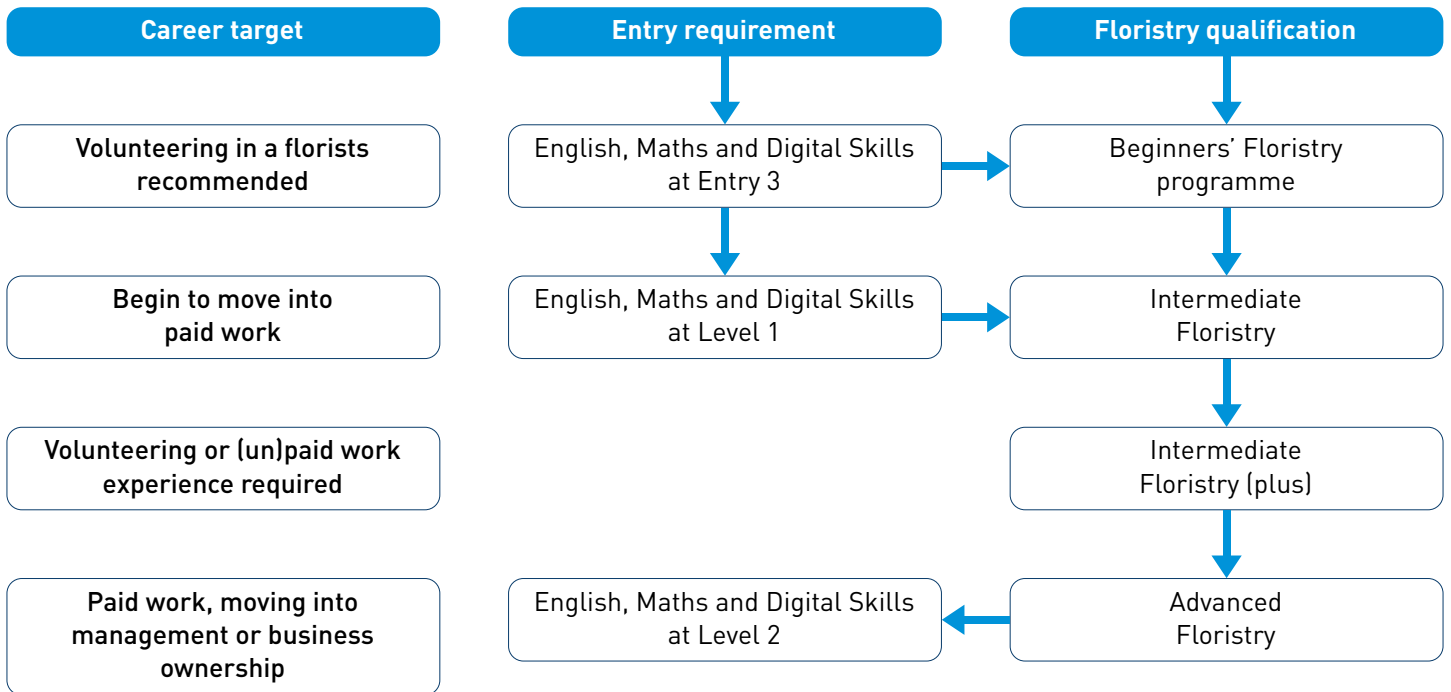 Career target
Entry requirement
Floristry qualification
Volunteering in a florists
recommended
English, Maths and Digital Skills
at Entry 3
Beginners’ Floristry
programme
Begin to move into
paid work
English, Maths and Digital Skills
at Level 1
Intermediate
Floristry
Volunteering or (un)paid work
experience required
Intermediate
Floristry (plus)
Paid work, moving into
management or business
ownership
English, Maths and Digital Skills
at Level 2
Advanced
Floristry